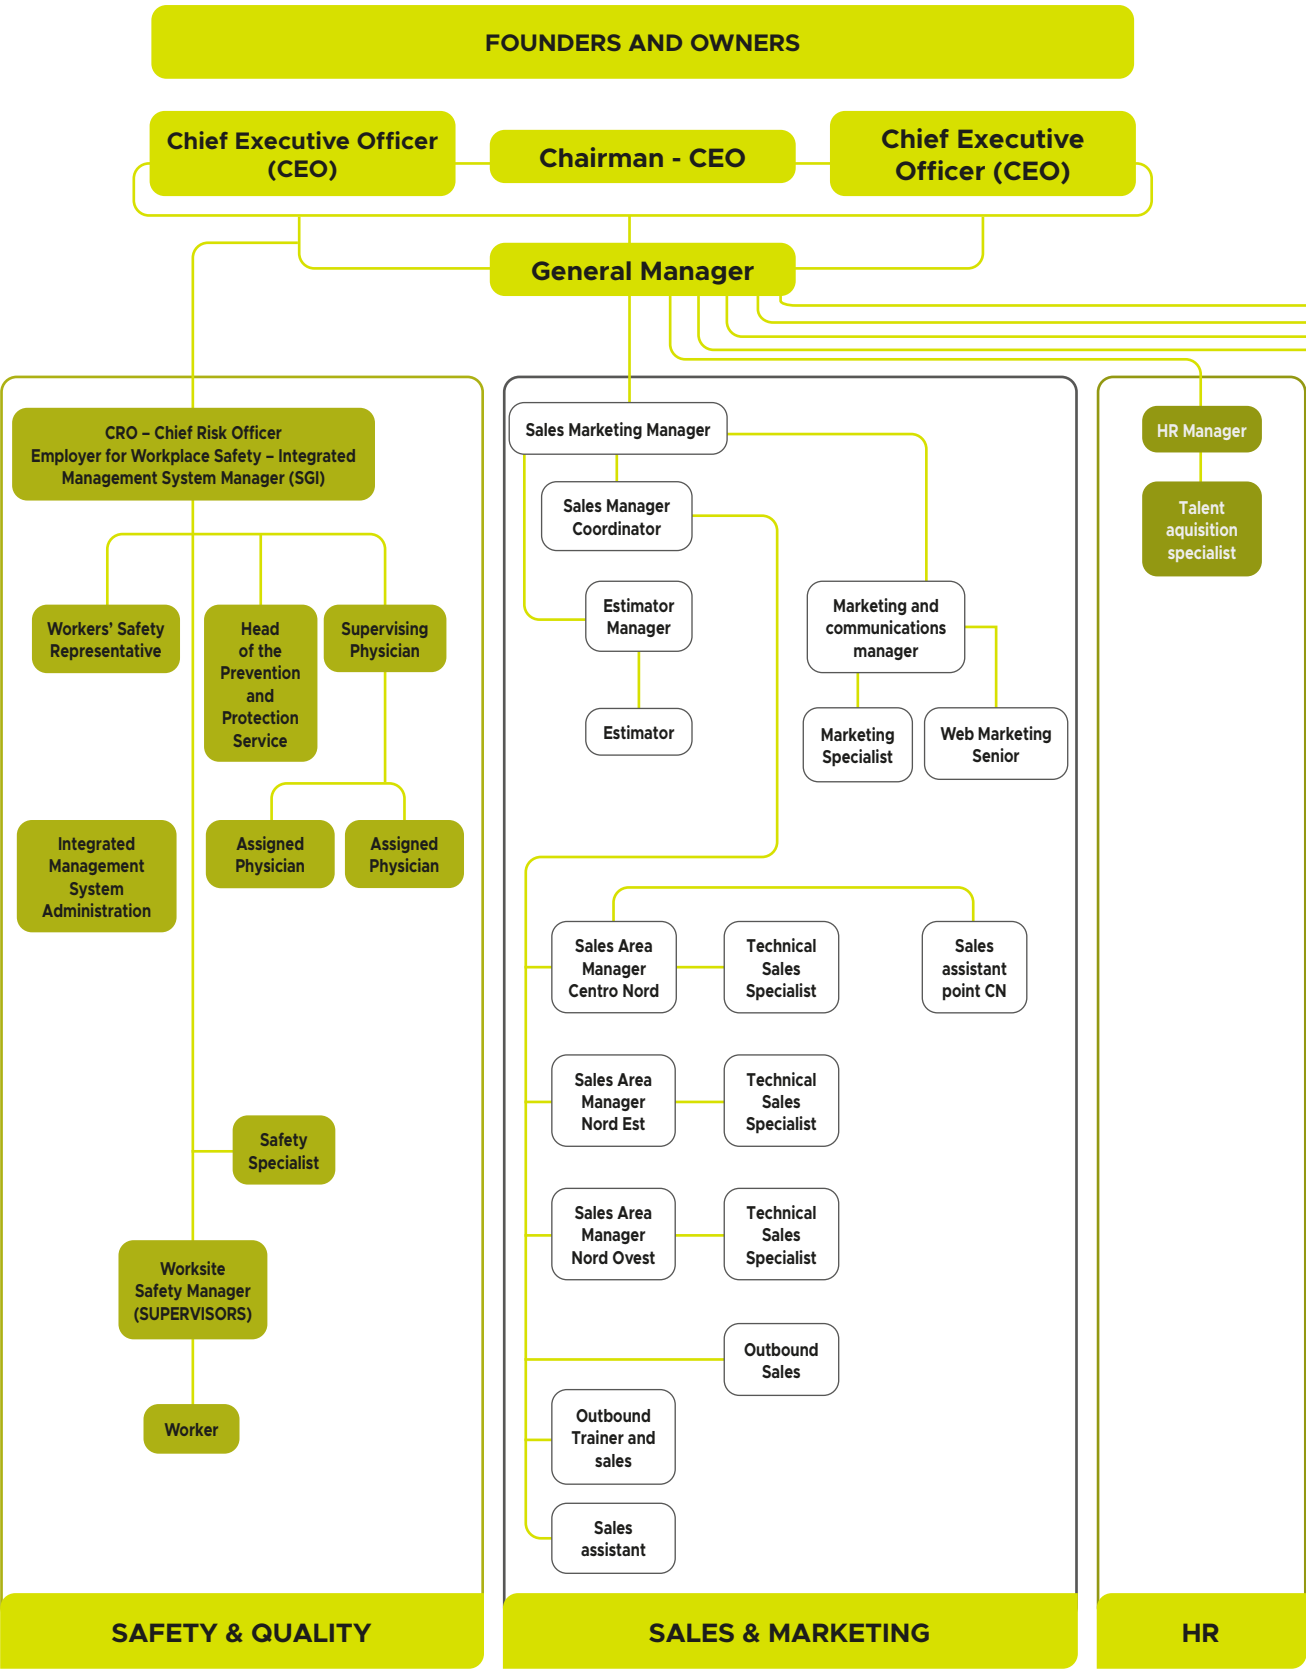 FOUNDERS AND OWNERS
Chief Executive Officer
(CEO)
Chairman - CEO
Chief Executive
Officer (CEO)
General Manager
CRO – Chief Risk Officer
Employer for Workplace Safety – Integrated
Management System Manager (SGI)
Workers’ Safety
Representative
Head
of the
Prevention
and
Protection
Service
Supervising
Physician
Integrated
Management
System
Administration
Assigned
Physician
Assigned
Physician
Safety
Specialist
Worksite
Safety Manager
(SUPERVISORS)
Worker
SAFETY & QUALITY
Sales Marketing Manager
Sales Manager
Coordinator
Estimator
Manager
Estimator
Marketing and
communications
manager
Marketing
Specialist
Web Marketing
Senior
Sales Area
Manager
Centro Nord
Technical
Sales
Specialist
Sales
assistant
point CN
Sales Area
Manager
Nord Est
Technical
Sales
Specialist
Sales Area
Manager
Nord Ovest
Technical
Sales
Specialist
Outbound
Sales
Outbound
Trainer and
sales
Sales
assistant
SALES & MARKETING
HR Manager
Talent
aquisition
specialist
HR